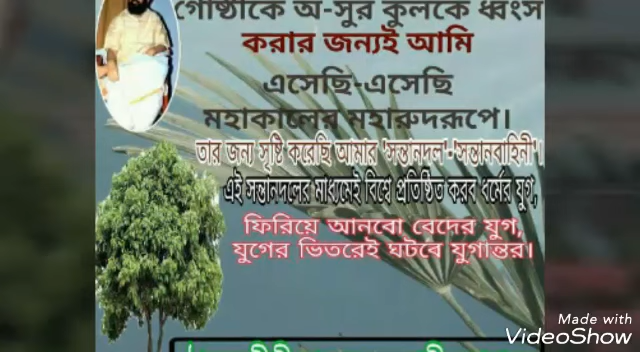 গোষ্ঠীকে অ-সুর কুলকে ধ্বংস
করার জন্যই আমি
এসেছি-এসেছি
মহাকালের মহারুদ্ররূপে।
তার জন্য সৃষ্টি করেছি আমার 'সন্তানদল'-'সন্তানবাহিনী'।
এই সন্তানদলের মাধ্যমেই বিশ্বে প্রতিষ্ঠিত করব ধর্মের যুগ,
ফিরিয়ে আনবো বেদের যুগ,
যুগের ভিতরেই ঘটবে যুগান্তর।
Made with
VideoShow